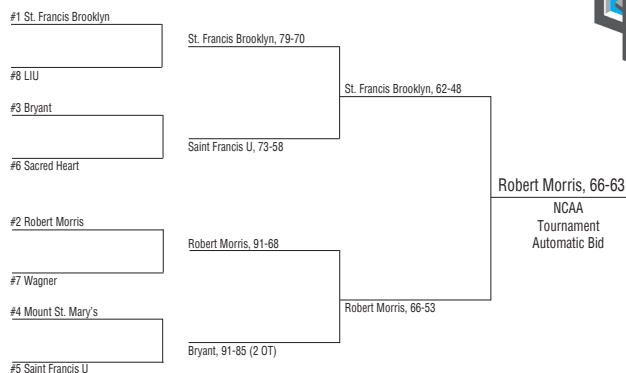 #1 St. Francis Brooklyn
#8 LIU
#3 Bryant
#6 Sacred Heart
#2 Robert Morris
#7 Wagner
#4 Mount St. Mary's
#5 Saint Francis U
St. Francis Brooklyn, 79-70
Saint Francis U, 73-58
Robert Morris, 91-68
Bryant, 91-85 (2 OT)
St. Francis Brooklyn, 62-48
Robert Morris, 66-53
Robert Morris, 66-63
NCAA
Tournament
Automatic Bid